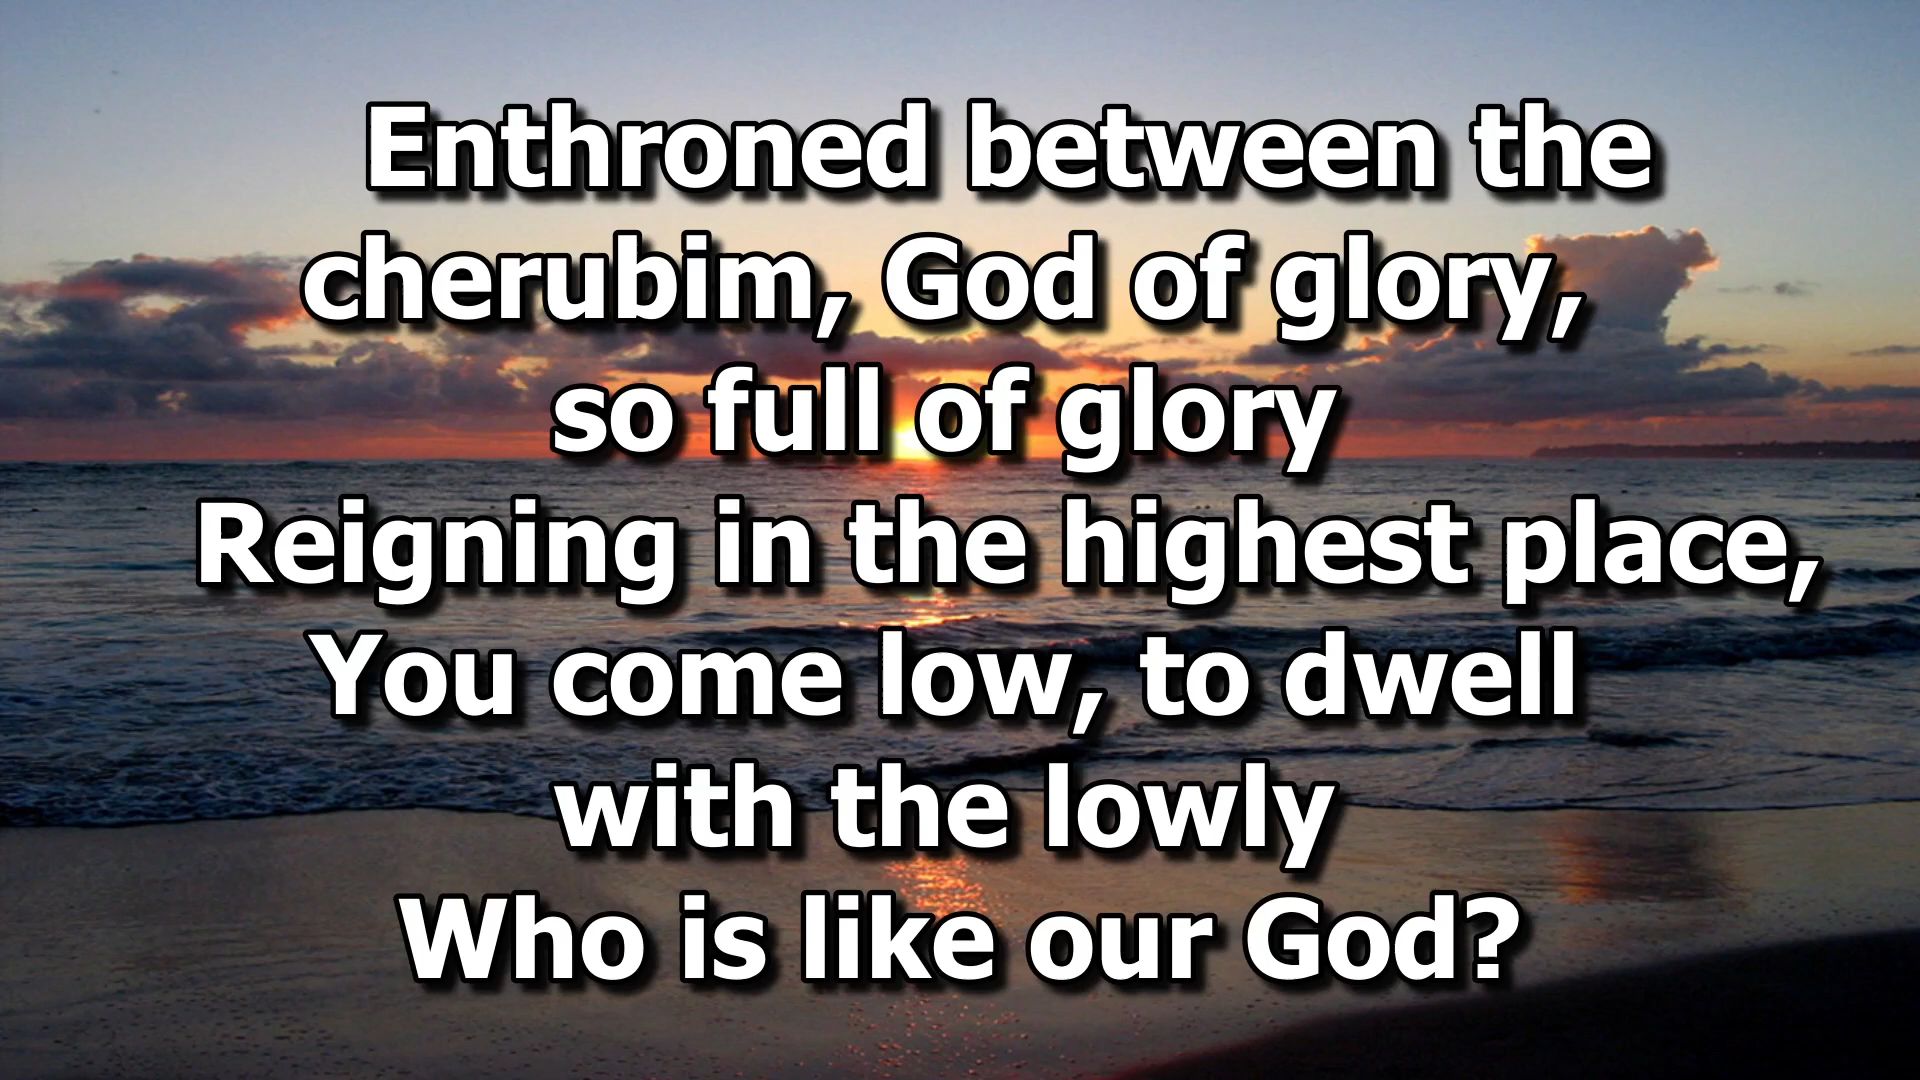 Enthroned between the
cherubim, God of glory,
so full of glory
Reigning in the highest place,
You come low, to dwell
with the lowly
Who is like our God?